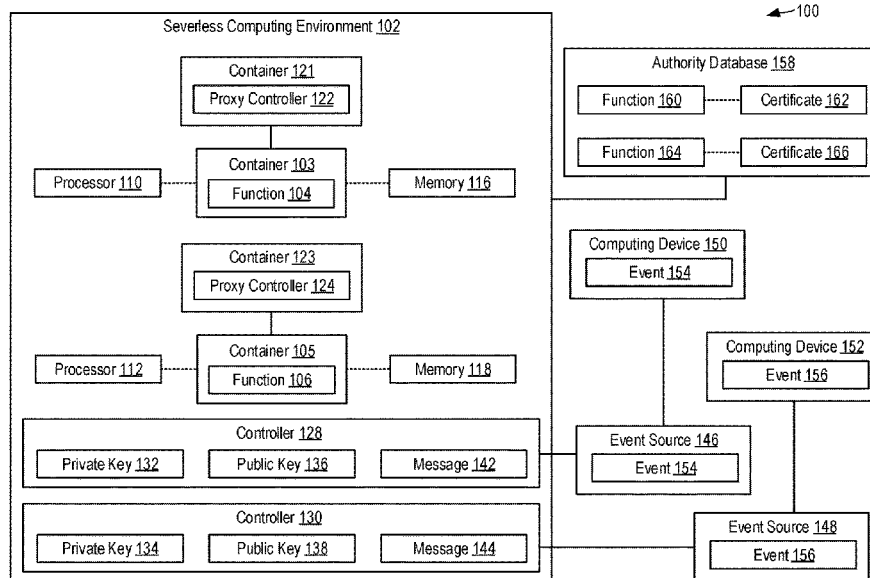 100
Severless Computing Environment 102
Container 121
Proxy Controller 122
Container 103
Function 104
Processor 110
Memory 116
Container 123
Proxy Controller 124
Container 105
Function 106
Processor 112
Memory 118
Controller 128
Private Key 132
Public Key 136
Message 142
Controller 130
Private Key 134
Public Key 138
Message 144
Authority Database 158
Function 160
Certificate 162
Function 164
Certificate 166
Computing Device 150
Event 154
Computing Device 152
Event 156
Event Source 146
Event 154
Event Source 148
Event 156